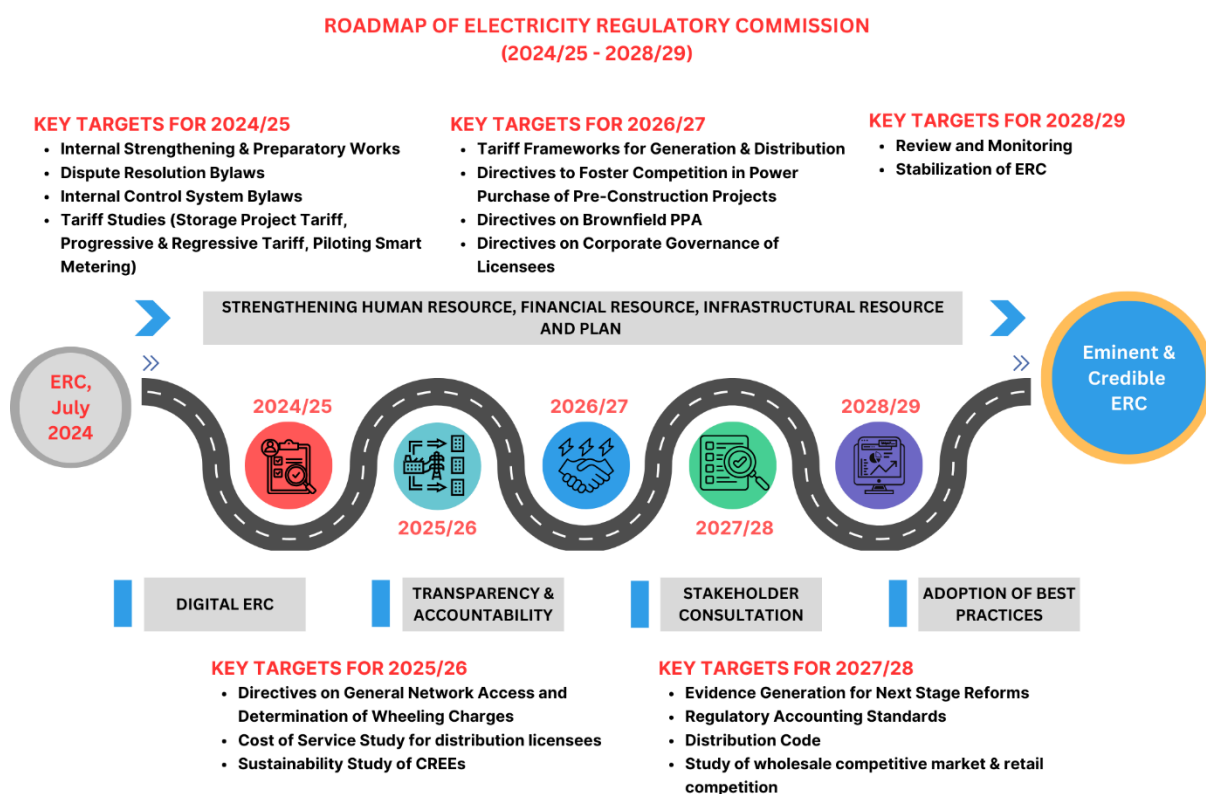 ROADMAP OF ELECTRICITY REGULATORY COMMISSION
(2024/25 - 2028/29)
KEY TARGETS FOR 2024/25
• Internal Strengthening & Preparatory Works
• Dispute Resolution Bylaws
• Internal Control System Bylaws
• Tariff Studies (Storage Project Tariff,
Progressive & Regressive Tariff, Piloting Smart
Metering)
KEY TARGETS FOR 2026/27
• Tariff Frameworks for Generation & Distribution
• Directives to Foster Competition in Power
Purchase of Pre-Construction Projects
• Directives on Brownfield PPA
• Directives on Corporate Governance of
Licensees
KEY TARGETS FOR 2028/29
• Review and Monitoring
• Stabilization of ERC
STRENGTHENING HUMAN RESOURCE, FINANCIAL RESOURCE, INFRASTRUCTURAL RESOURCE
AND PLAN
ERC,
July
2024
2024/25
2025/26
2026/27
2027/28
2028/29
Eminent &
Credible
ERC
DIGITAL ERC
TRANSPARENCY &
ACCOUNTABILITY
STAKEHOLDER
CONSULTATION
ADOPTION OF BEST
PRACTICES
KEY TARGETS FOR 2025/26
• Directives on General Network Access and
Determination of Wheeling Charges
• Cost of Service Study for distribution licensees
• Sustainability Study of CREEs
KEY TARGETS FOR 2027/28
• Evidence Generation for Next Stage Reforms
• Regulatory Accounting Standards
• Distribution Code
• Study of wholesale competitive market & retail
competition